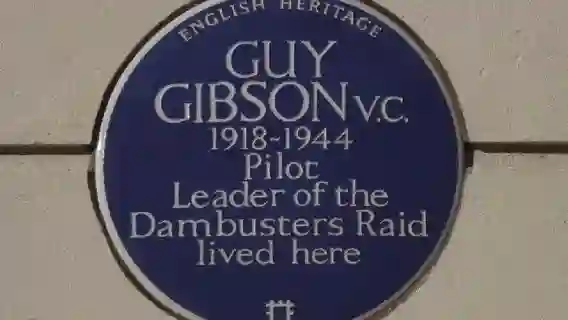 ENGLISH HERITAGE
GUY
GIBSON V.C.
1918-1944
Pilot
Leader of the
Dambusters Raid
lived here